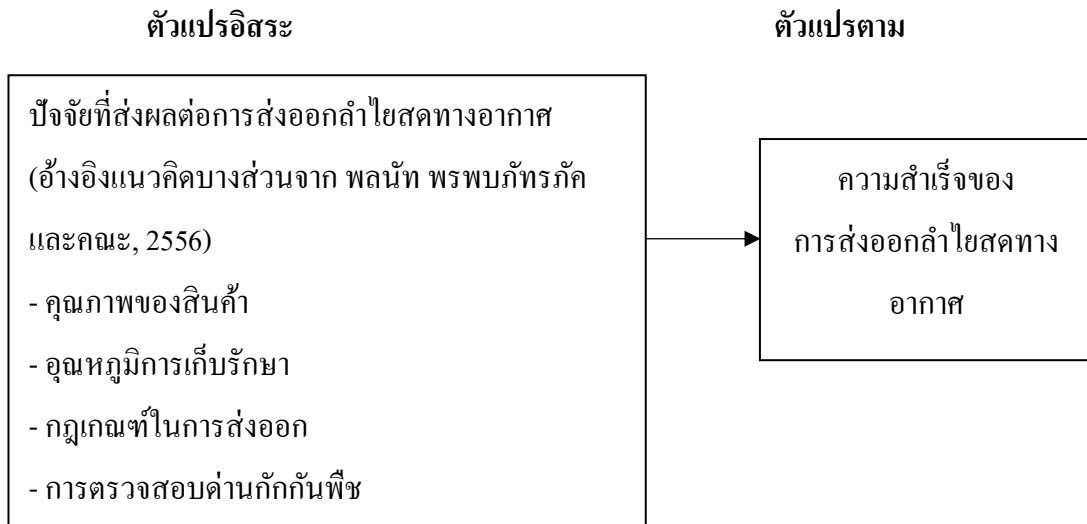 ตัวแปรอิสระ
ตัวแปรตาม
ปัจจัยที่ส่งผลต่อการส่งออกลำไยสดทางอากาศ
(อ้างอิงแนวคิดบางส่วนจาก พลนัท พรพบภัทรภัค
และคณะ, 2556)
- คุณภาพของสินค้า
- อุณหภูมิการเก็บรักษา
- กฎเกณฑ์ในการส่งออก
- การตรวจสอบด่านกักกันพืช
ความสำเร็จของ
การส่งออกลำไยสดทาง
อากาศ